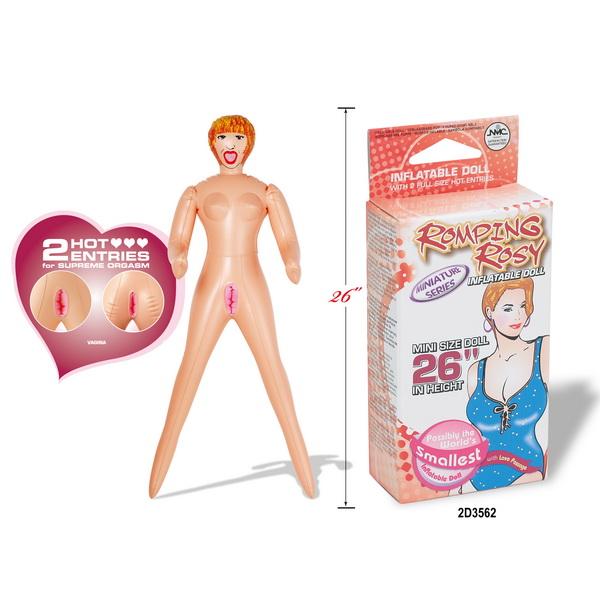 2 HOT
ENTRIES
for SUPREME ORGASM
VAGINA
26"
NMC
INFLATABLE DOLL
WITH 2 FULL SIZE HOT ENTRIES
ROMPING
ROSY
INFLATABLE DOLL
MINIATURE
SERIES
MINI SIZE DOLL
26"
IN HEIGHT
Possibly the
World's
Smallest
Inflatable Doll
with Love Passage
2D3562